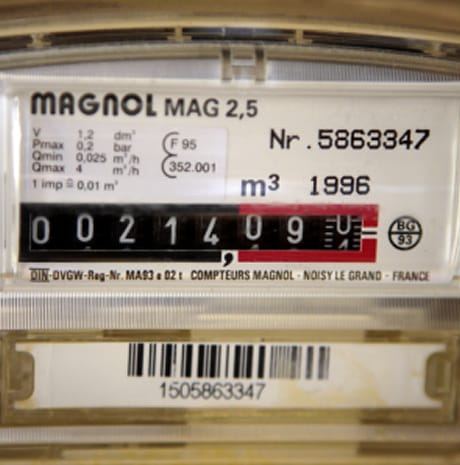 MAGNOL MAG 2,5
V 1,2 dm³
Pmax 0,2 bar
Qmin 0,025 m³/h
Qmax 4 m³/h
1 imp ≙ 0,01 m³
F 95
352.001
Nr.5863347
m³ 1996
0 0 2 1 4 0 9 0
1
BG
93
,
DIN-DVGW-Reg-Nr. MA93 e 02 t COMPTEURS MAGNOL - NOISY LE GRAND - FRANCE
1505863347